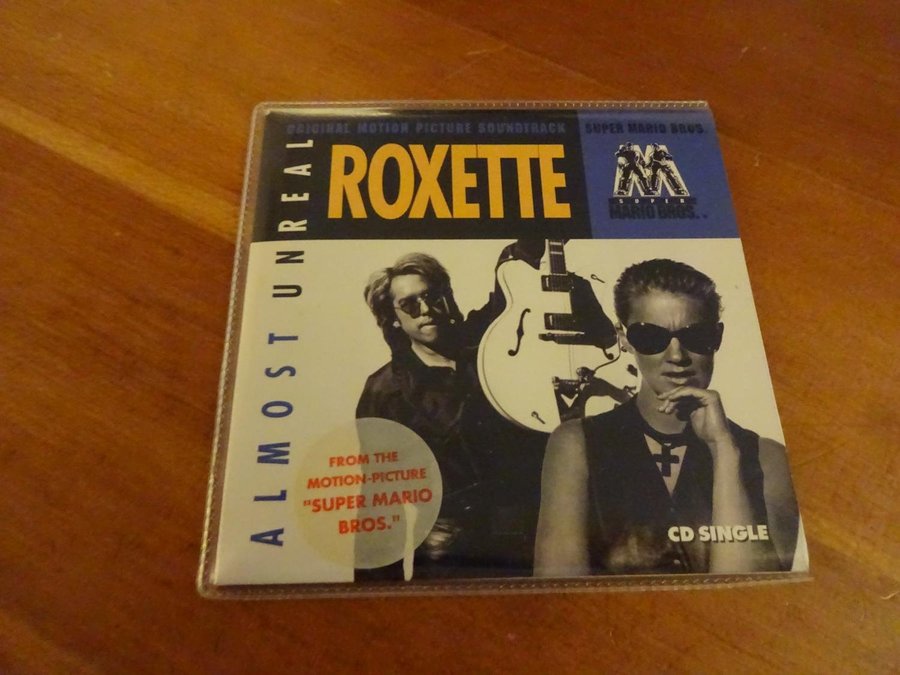 ORIGINAL MOTION PICTURE SOUNDTRACK
SUPER MARIO BROS.
ROXETTE
SUPER
MARIO BROS.™
ALMOST UNREAL
FROM THE
MOTION-PICTURE
"SUPER MARIO
BROS."
CD SINGLE